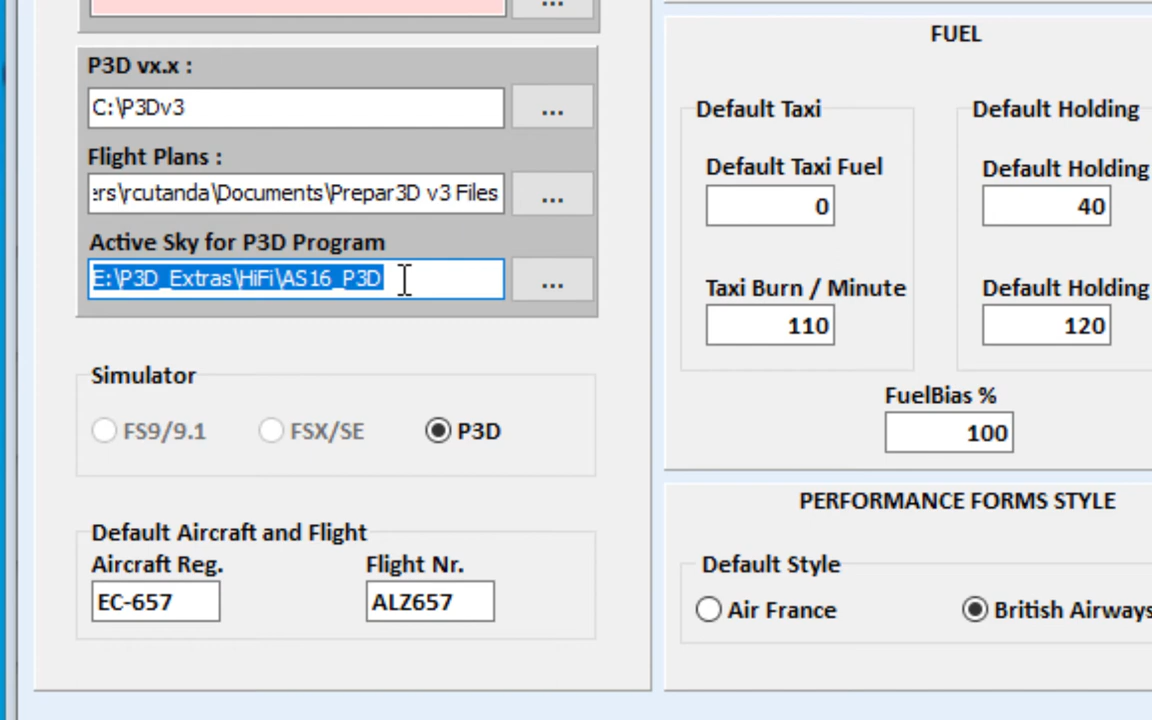 ...
P3D vx.x :
C:\P3Dv3
...
Flight Plans :
ers\rcutanda\Documents\Prepar3D v3 Files
...
Active Sky for P3D Program
E:\P3D_Extras\HiFi\AS16_P3D
...
Simulator
FS9/9.1
FSX/SE
P3D
Default Aircraft and Flight
Aircraft Reg.
Flight Nr.
EC-657
ALZ657
FUEL
Default Taxi
Default Taxi Fuel
0
Taxi Burn / Minute
110
Default Holding
Default Holding
40
Default Holding
120
FuelBias %
100
PERFORMANCE FORMS STYLE
Default Style
Air France
British Airways